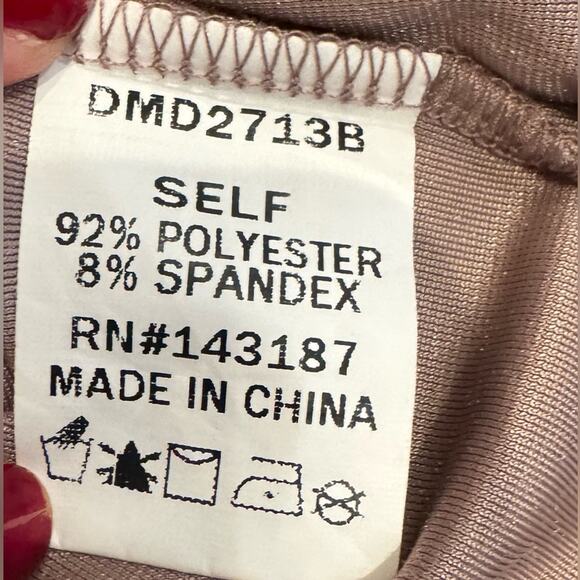 DMD2713B
SELF
92% POLYESTER
8% SPANDEX
RN#143187
MADE IN CHINA